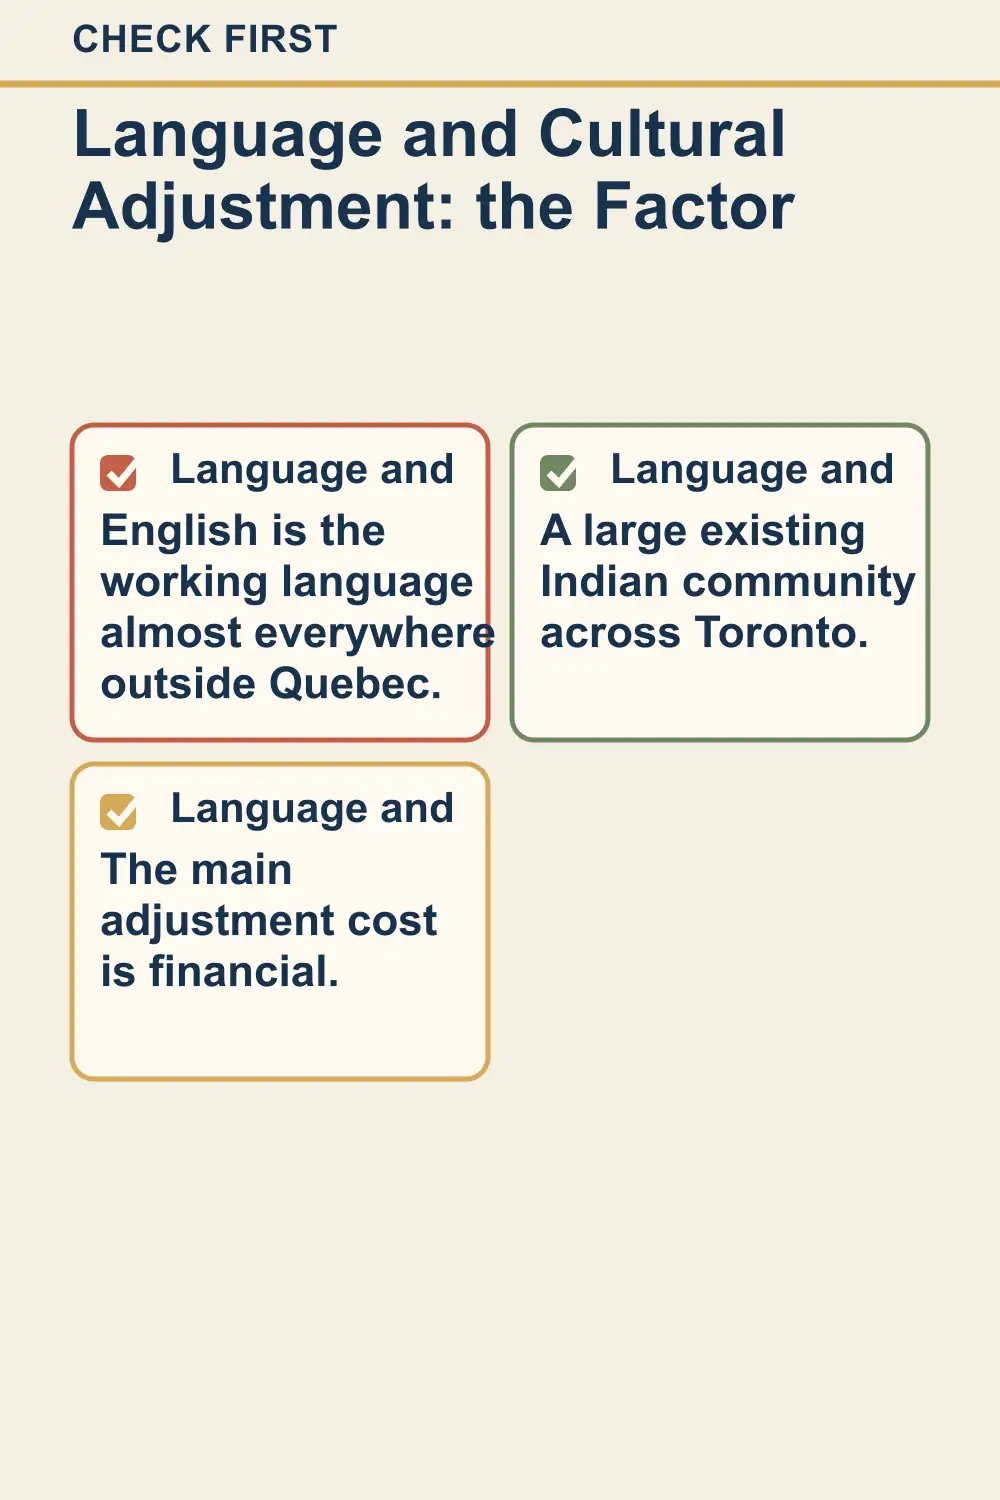 CHECK FIRST
Language and Cultural
Adjustment: the Factor
Language and
English is the
working language
almost everywhere
outside Quebec.
Language and
A large existing
Indian community
across Toronto.
Language and
The main
adjustment cost
is financial.